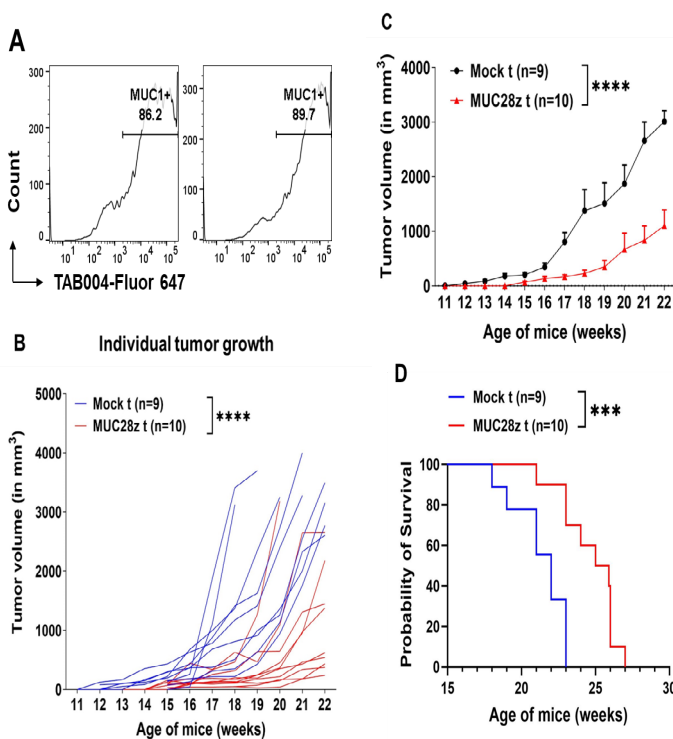 A
MUC1+
86.2
MUC1+
89.7
300
200
100
0
300
200
100
0
Count
10^1 10^2 10^3 10^4 10^5
10^1 10^2 10^3 10^4 10^5
TAB004-Fluor 647
B
Individual tumor growth
Mock t (n=9)
MUC28z t (n=10)
****
Tumor volume (in mm³)
5000
4000
3000
2000
1000
0
11 12 13 14 15 16 17 18 19 20 21 22
Age of mice (weeks)
C
Mock t (n=9)
MUC28z t (n=10)
****
Tumor volume (in mm³)
4000
3000
2000
1000
0
11 12 13 14 15 16 17 18 19 20 21 22
Age of mice (weeks)
D
Mock t (n=9)
MUC28z t (n=10)
***
Probability of Survival
100
80
60
40
20
0
15 20 25 30
Age of mice (weeks)